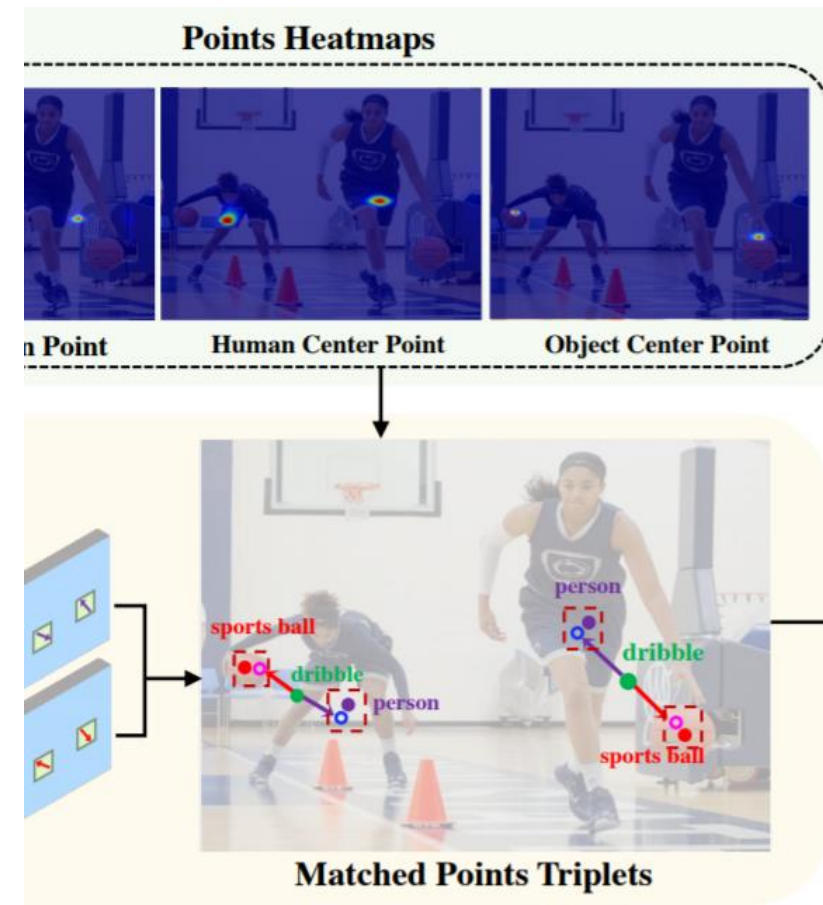 Points Heatmaps
n Point
Human Center Point
Object Center Point
person
sports ball
dribble
dribble
person
sports ball
Matched Points Triplets